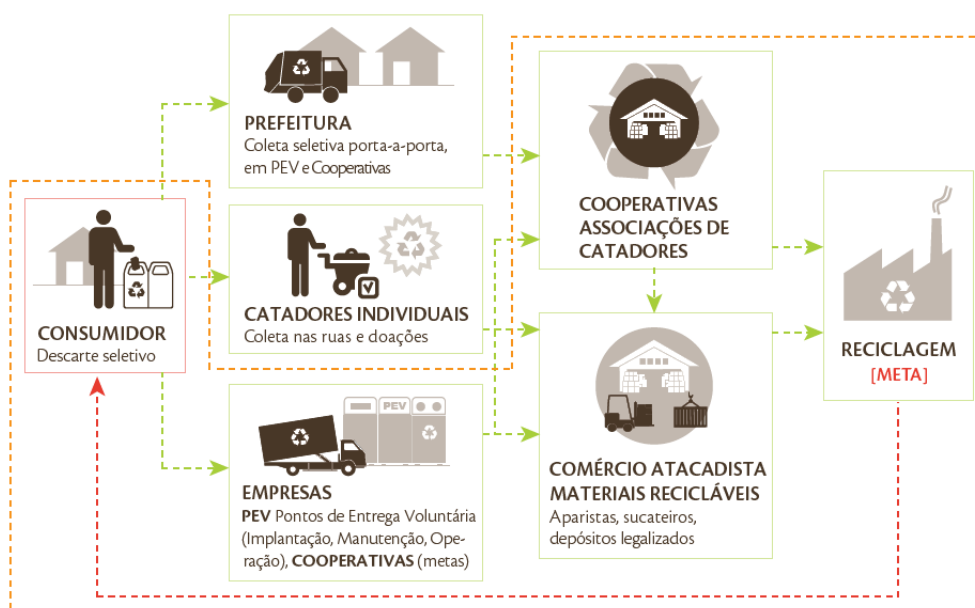 PREFEITURA
Coleta seletiva porta-a-porta,
em PEV e Cooperativas
CONSUMIDOR
Descarte seletivo
CATADORES INDIVIDUAIS
Coleta nas ruas e doações
PEV
EMPRESAS
PEV Pontos de Entrega Voluntária
(Implantação, Manutenção, Ope-
ração), COOPERATIVAS (metas)
COOPERATIVAS
ASSOCIAÇÕES DE
CATADORES
COMÉRCIO ATACADISTA
MATERIAIS RECICLÁVEIS
Aparistas, sucateiros,
depósitos legalizados
RECICLAGEM
[META]